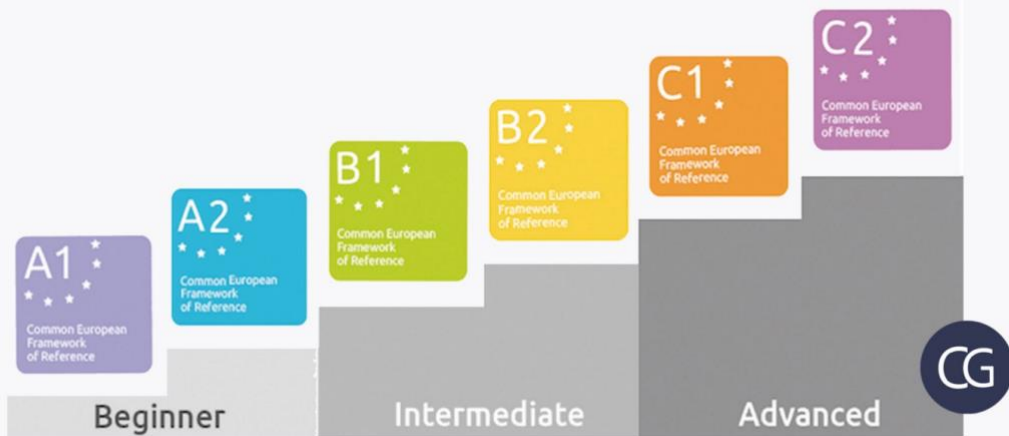 A1
Common European
Framework
of Reference
A2
Common European
Framework
of Reference
B1
Common European
Framework
of Reference
B2
Common European
Framework
of Reference
C1
Common European
Framework
of Reference
C2
Common European
Framework
of Reference
Beginner
Intermediate
Advanced
CG